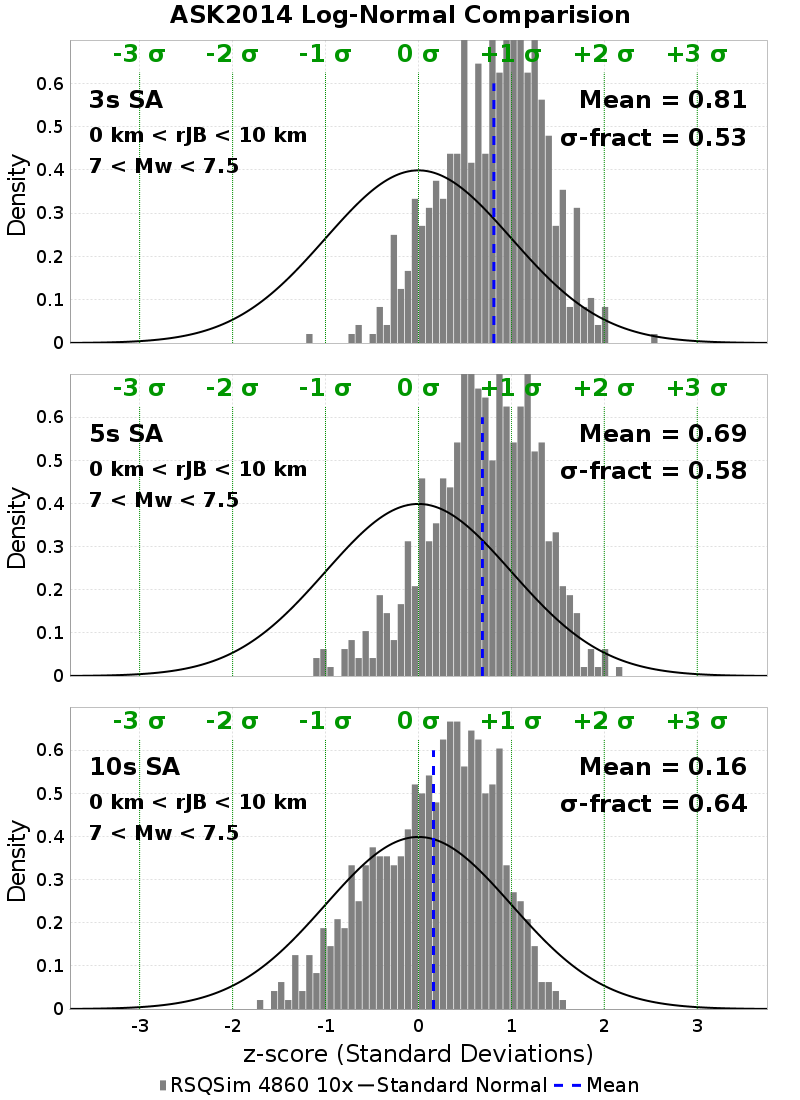 ASK2014 Log-Normal Comparision
-3 σ -2 σ -1 σ 0 σ +1 σ +2 σ +3 σ
3s SA
0 km < rJB < 10 km
7 < Mw < 7.5
Mean = 0.81
σ-fract = 0.53
Density
0.6
0.5
0.4
0.3
0.2
0.1
0
-3 σ -2 σ -1 σ 0 σ +1 σ +2 σ +3 σ
5s SA
0 km < rJB < 10 km
7 < Mw < 7.5
Mean = 0.69
σ-fract = 0.58
Density
0.6
0.5
0.4
0.3
0.2
0.1
0
-3 σ -2 σ -1 σ 0 σ +1 σ +2 σ +3 σ
10s SA
0 km < rJB < 10 km
7 < Mw < 7.5
Mean = 0.16
σ-fract = 0.64
Density
0.6
0.5
0.4
0.3
0.2
0.1
0
-3 -2 -1 0 1 2 3
z-score (Standard Deviations)
RSQSim 4860 10x Standard Normal Mean